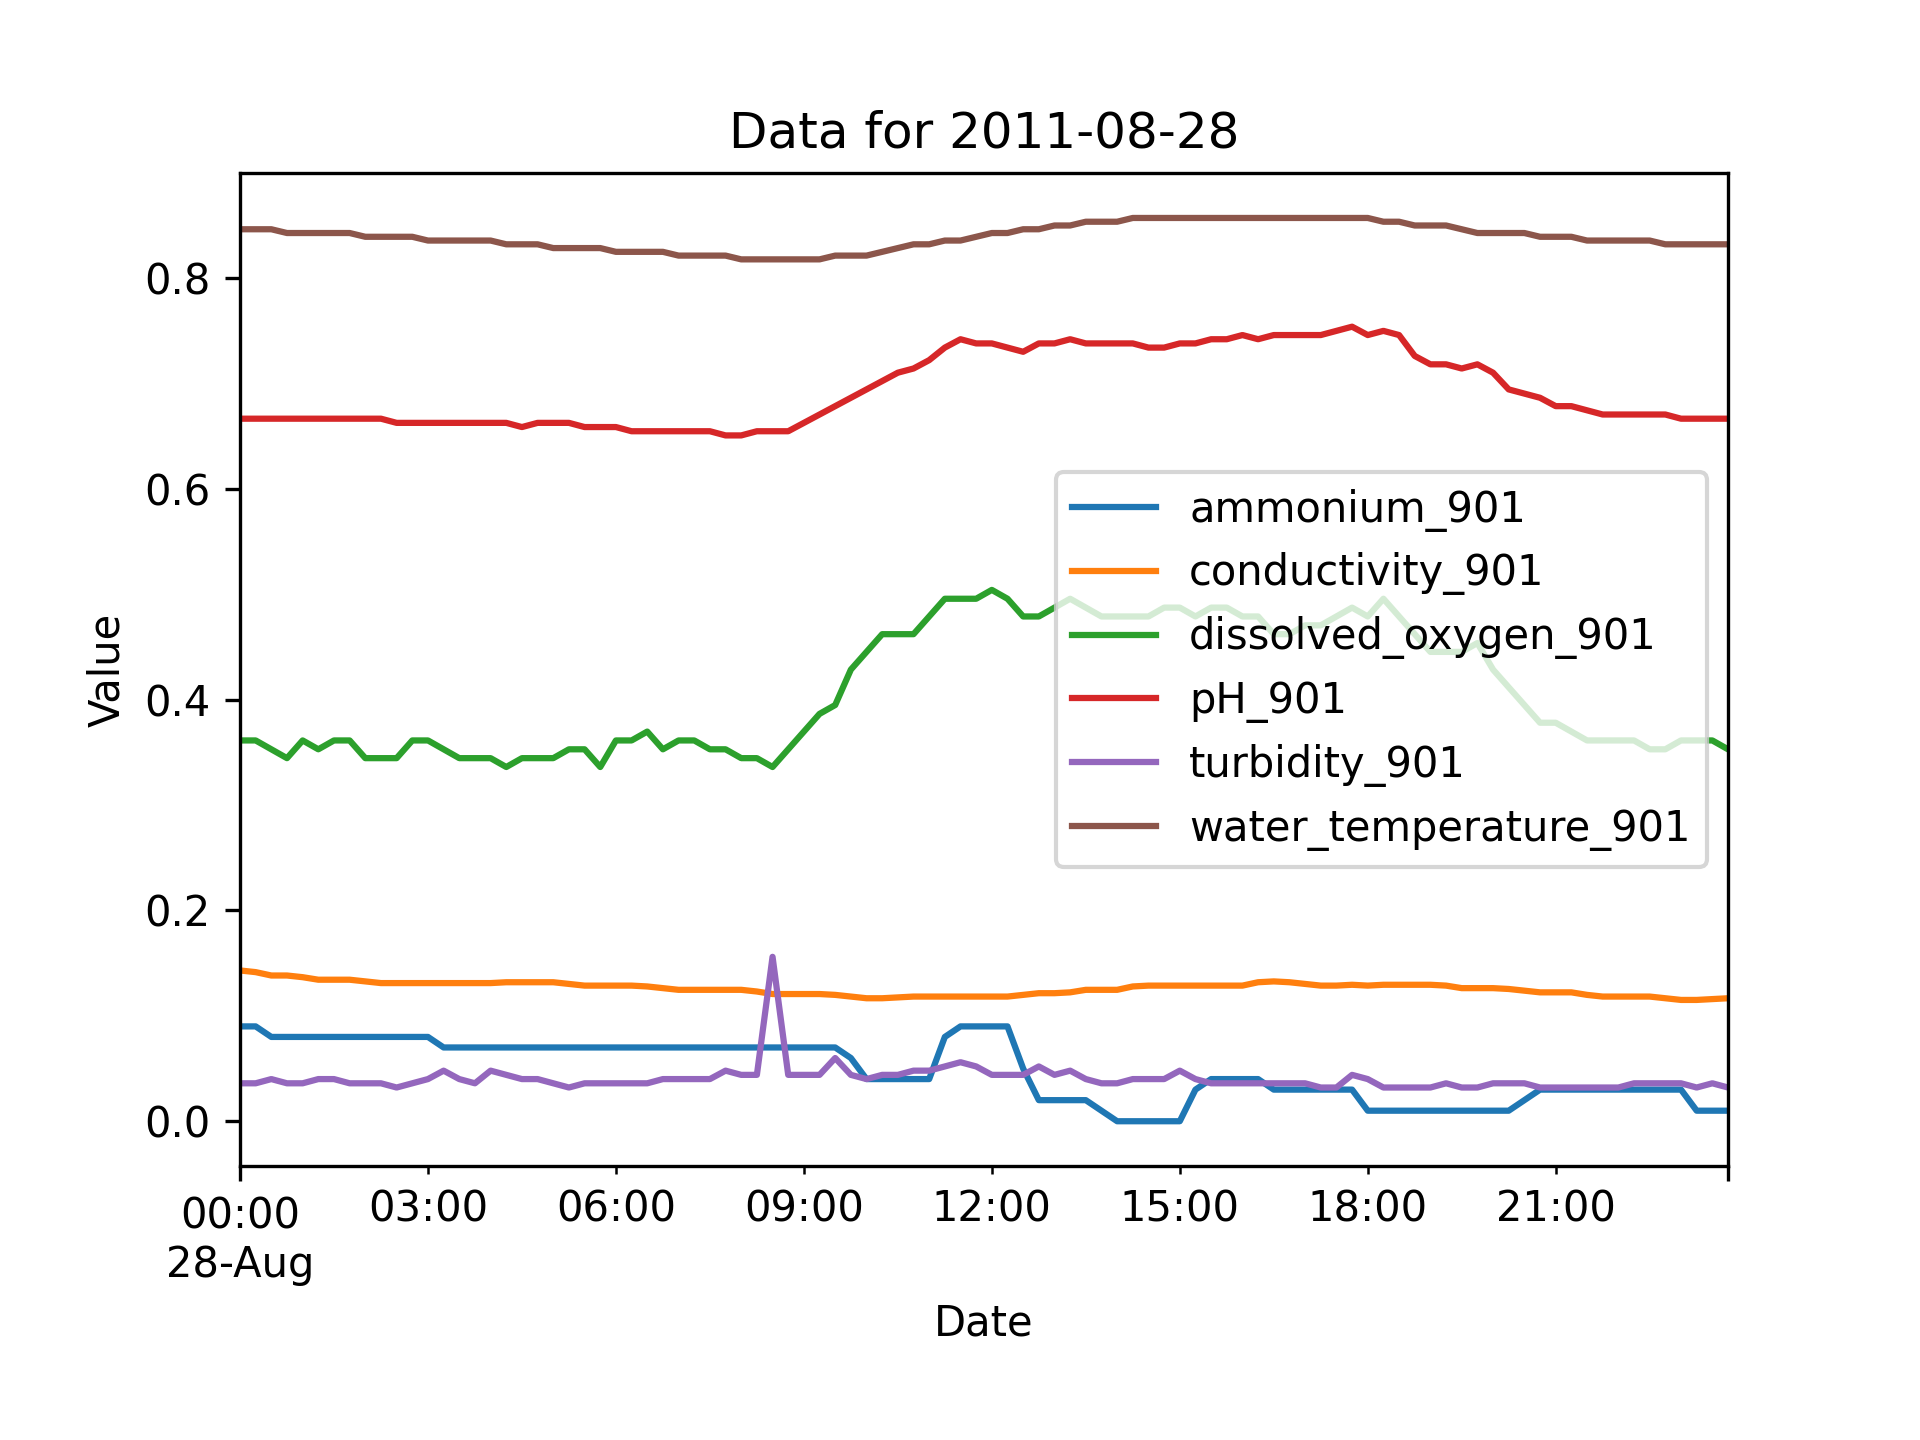 Data for 2011-08-28
Value
0.8
0.6
0.4
0.2
0.0
ammonium_901
conductivity_901
dissolved_oxygen_901
pH_901
turbidity_901
water_temperature_901
00:00 03:00 06:00 09:00 12:00 15:00 18:00 21:00
28-Aug
Date